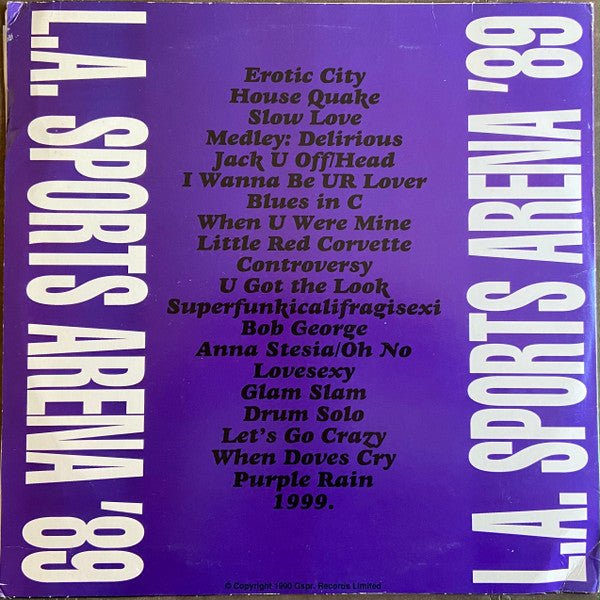 L.A. SPORTS ARENA '89
Erotic City
House Quake
Slow Love
Medley: Delirious
Jack U Off/Head
I Wanna Be UR Lover
Blues in C
When U Were Mine
Little Red Corvette
Controversy
U Got the Look
Superfunkicalifragisexi
Bob George
Anna Stesia/Oh No
Lovesexy
Glam Slam
Drum Solo
Let's Go Crazy
When Doves Cry
Purple Rain
1999.
© Copyright 1990 Gspr. Records Limited
L.A. SPORTS ARENA '89